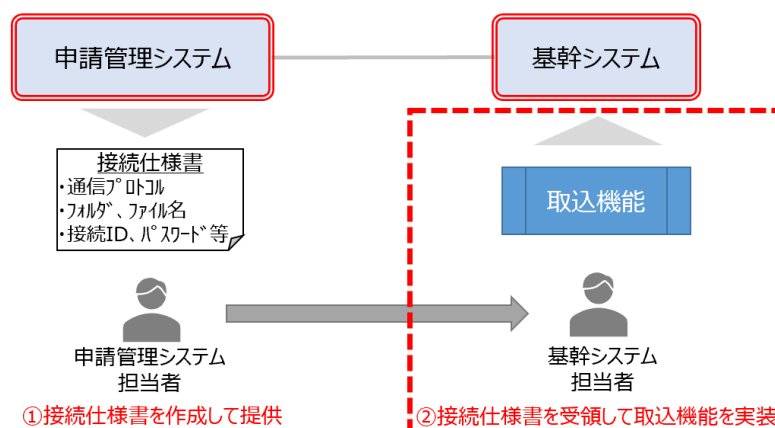 申請管理システム
基幹システム
接続仕様書
・通信ﾌﾟﾛﾄｺﾙ
・ﾌｫﾙﾀﾞ、ﾌｧｲﾙ名
・接続ID、ﾊﾟｽﾜｰﾄﾞ等
取込機能
申請管理システム
担当者
基幹システム
担当者
①接続仕様書を作成して提供
②接続仕様書を受領して取込機能を実装